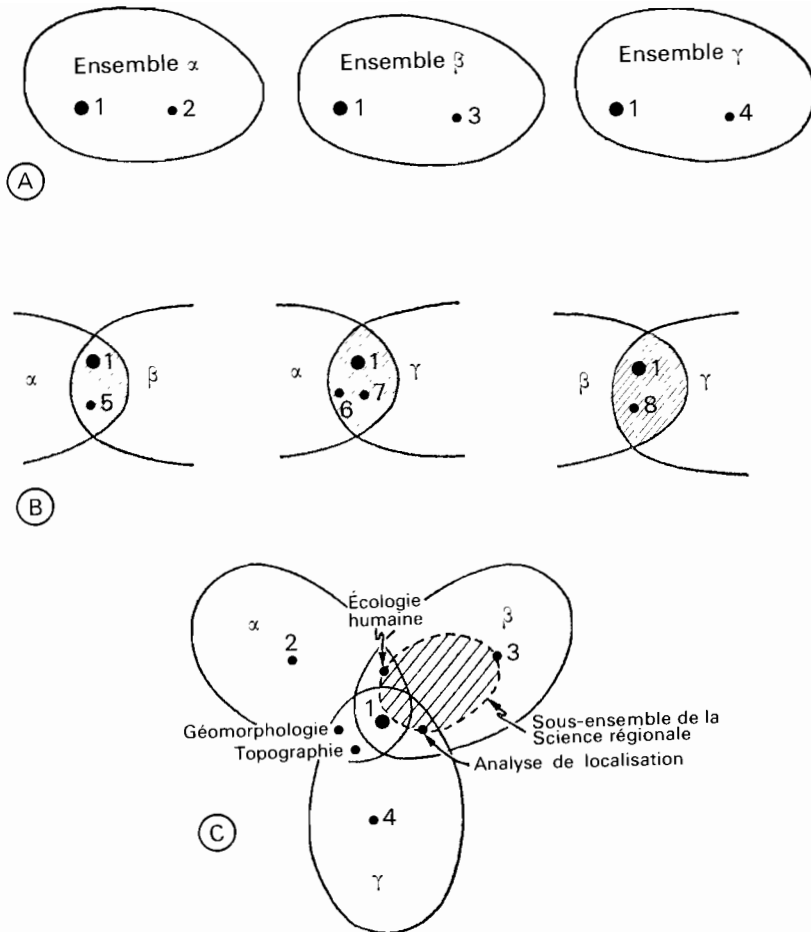 Ensemble α
1
2
Ensemble β
1
3
Ensemble γ
1
4
A
α
1
5
β
α
1
6
7
γ
β
1
8
γ
B
Écologie
humaine
α
2
β
3
1
Géomorphologie
Topographie
Sous-ensemble de la
Science régionale
Analyse de localisation
4
γ
C